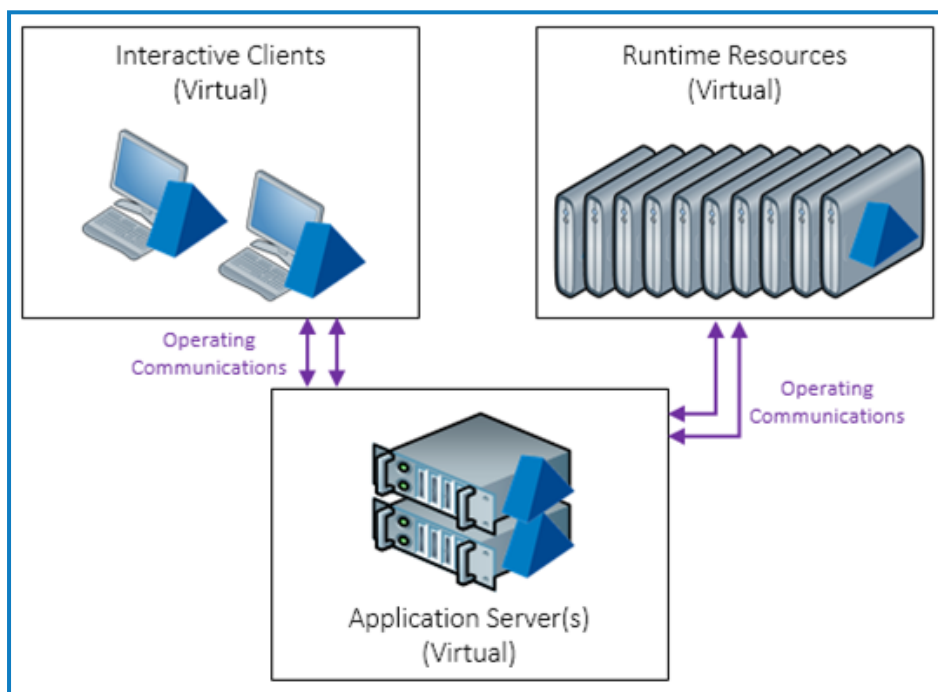 Interactive Clients
(Virtual)
Runtime Resources
(Virtual)
Operating
Communications
Operating
Communications
Application Server(s)
(Virtual)